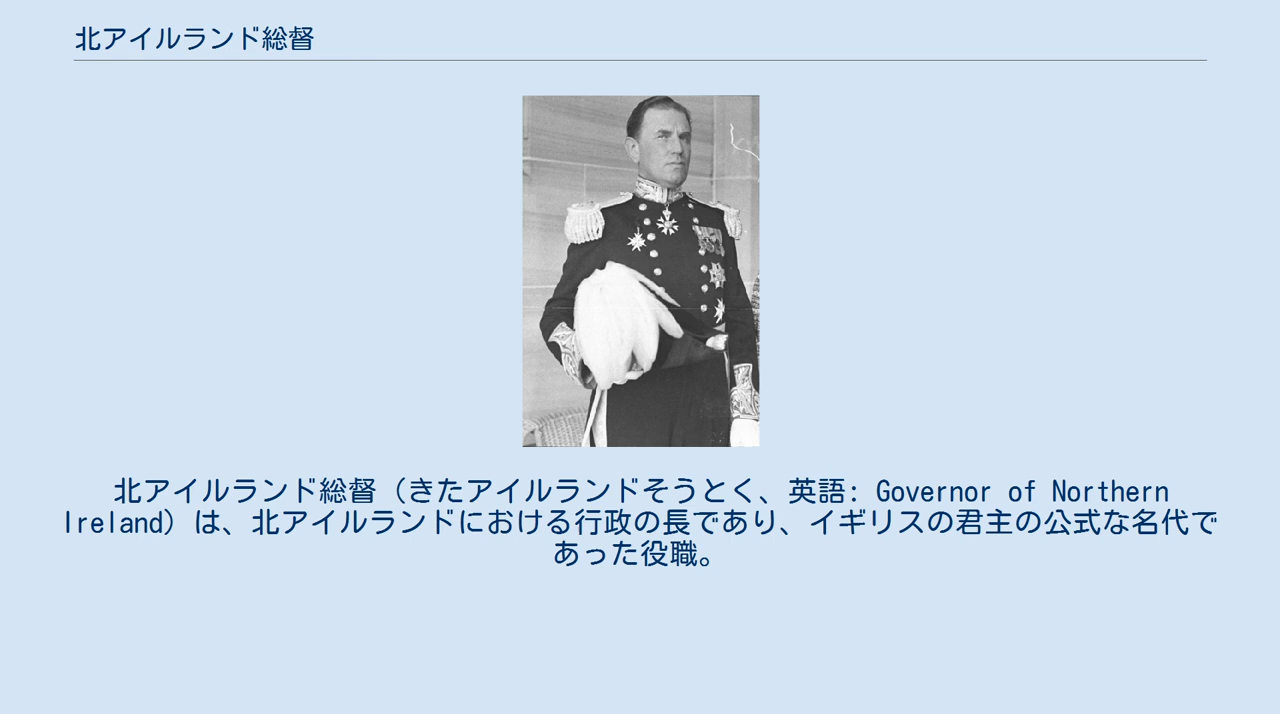 北アイルランド総督
北アイルランド総督（きたアイルランドそうとく、英語: Governor of Northern
Ireland）は、北アイルランドにおける行政の長であり、イギリスの君主の公式な名代で
あった役職。